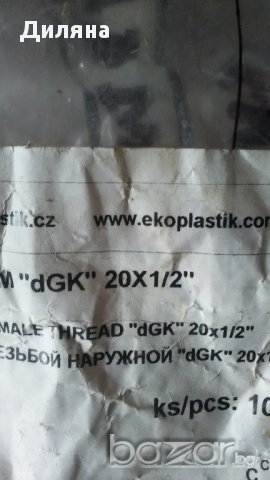 Диляна
stik.cz www.ekoplastik.com
M "dGK" 20X1/2"
MALE THREAD "dGK" 20x1/2"
ЕЗЬБОЙ НАРУЖНОЙ "dGK" 20x1
ks/pcs: 10
bazar.bg